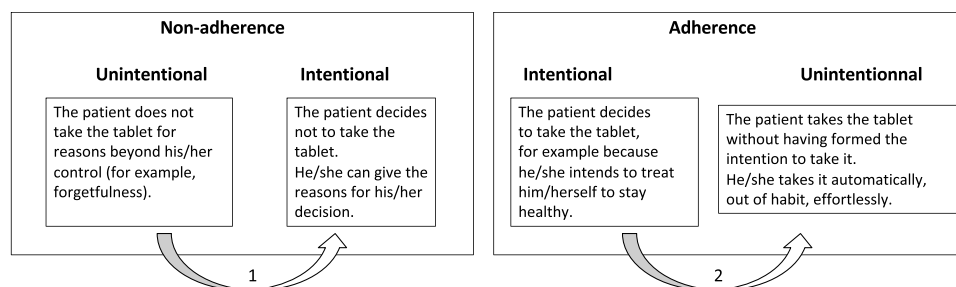 Non-adherence
Unintentional
Intentional
The patient does not
take the tablet for
reasons beyond his/her
control (for example,
forgetfulness).
The patient decides
not to take the
tablet.
He/she can give the
reasons for his/her
decision.
1
Adherence
Intentional
Unintentionnal
The patient decides
to take the tablet,
for example because
he/she intends to treat
him/herself to stay
healthy.
The patient takes the tablet
without having formed the
intention to take it.
He/she takes it automatically,
out of habit, effortlessly.
2